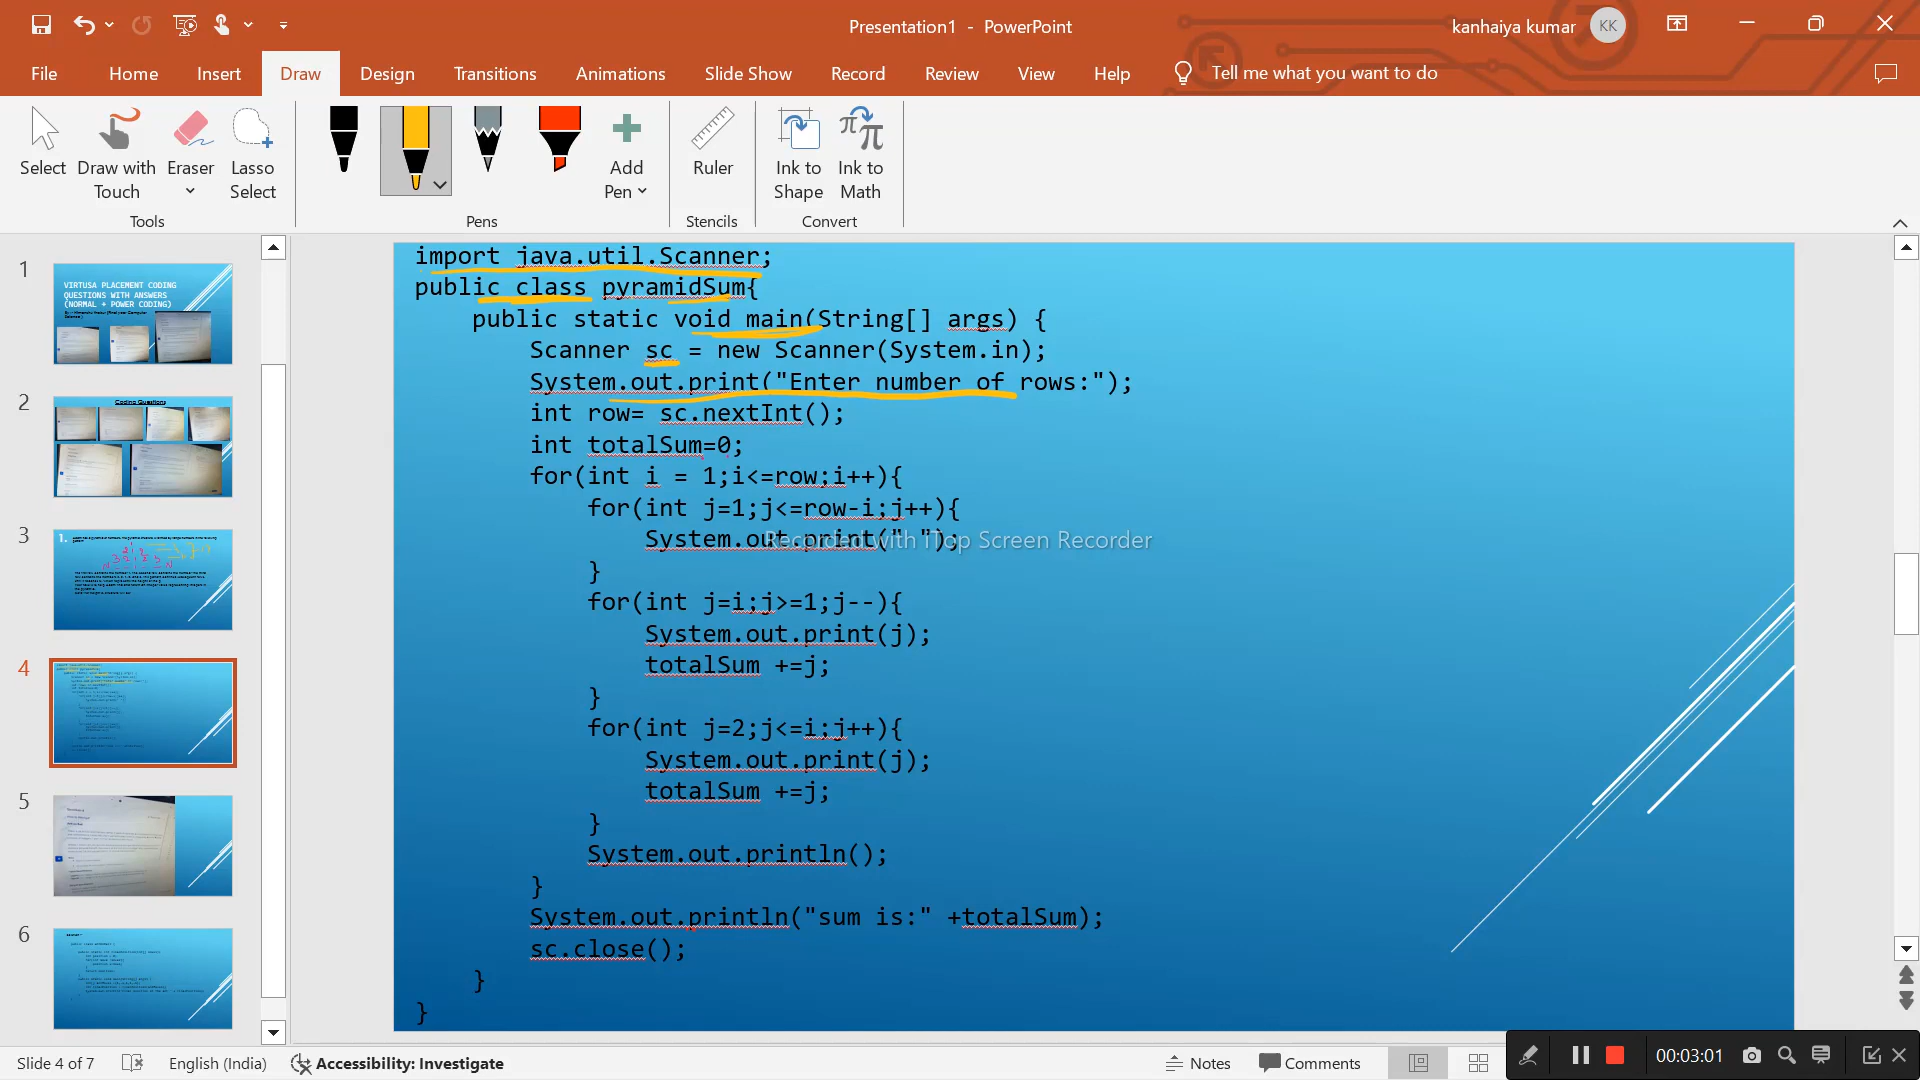 Presentation1 - PowerPoint
kanhaiya kumar
KK
File
Home
Insert
Draw
Design
Transitions
Animations
Slide Show
Record
Review
View
Help
Tell me what you want to do
Select
Draw with
Touch
Eraser
Lasso
Select
Add
Pen
Ruler
Ink to
Shape
Ink to
Math
Tools
Pens
Stencils
Convert
1
VIRTUSA PLACEMENT CODING
QUESTIONS WITH ANSWERS
(NORMAL + POWER CODING)
2
Coding Questions
3
1.
4
5
6
import java.util.Scanner;
public class pyramidSum{
public static void main(String[] args) {
Scanner sc = new Scanner(System.in);
System.out.print("Enter number of rows:");
int row= sc.nextInt();
int totalSum=0;
for(int i = 1;i<=row;i++){
for(int j=1;j<=row-i;j++){
System.out.print(" ");
Recorded with iTop Screen Recorder
}
for(int j=i;j>=1;j--){
System.out.print(j);
totalSum +=j;
}
for(int j=2;j<=i;j++){
System.out.print(j);
totalSum +=j;
}
System.out.println();
}
System.out.println("sum is:" +totalSum);
sc.close();
}
}
Slide 4 of 7
English (India)
Accessibility: Investigate
Notes
Comments
00:03:01